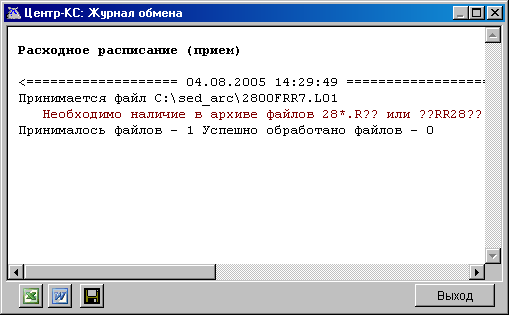 Центр-КС: Журнал обмена
Расходное расписание (прием)
<=================== 04.08.2005 14:29:49 ==================
Принимается файл C:\sed_arc\2800FRR7.L01
Необходимо наличие в архиве файлов 28*.R?? или ??RR28??
Принималось файлов - 1 Успешно обработано файлов - 0
Выход